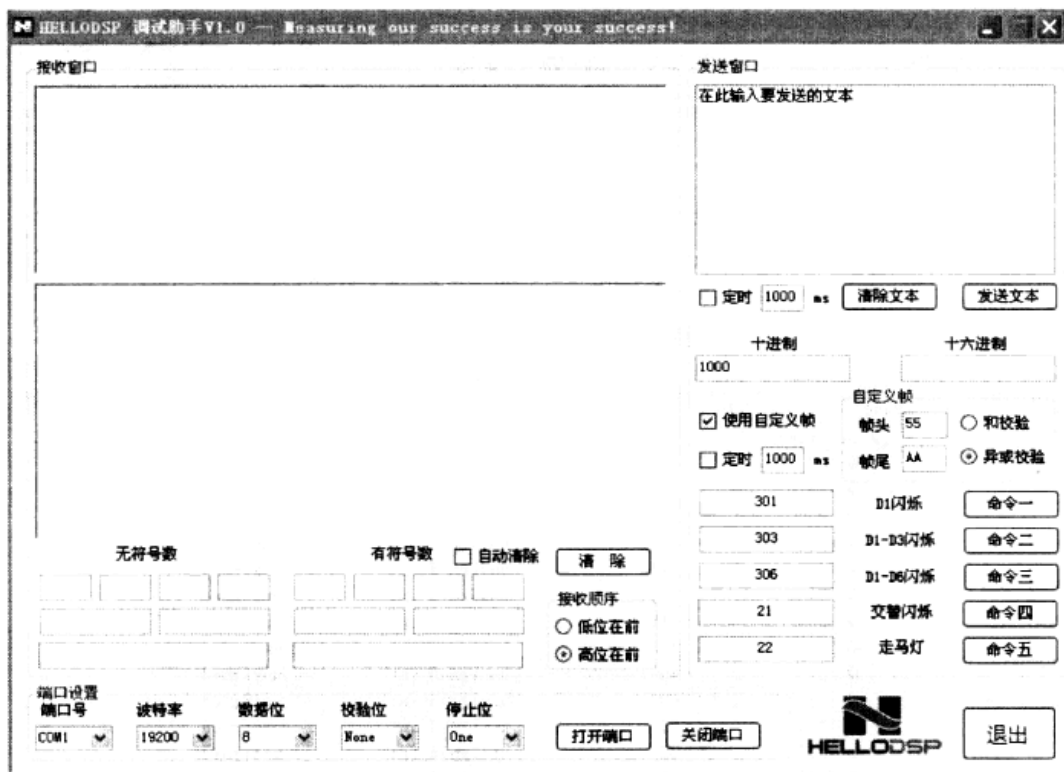 HELLODSP 调试助手V1.0 — Measuring our success is your success!
接收窗口
发送窗口
在此输入要发送的文本
定时 1000 ms 清除文本 发送文本
十进制 十六进制
1000
自定义帧
使用自定义帧 帧头 55 和校验
定时 1000 ms 帧尾 AA 异或校验
301 D1闪烁 命令一
303 D1-D3闪烁 命令二
306 D1-D6闪烁 命令三
21 交替闪烁 命令四
22 走马灯 命令五
无符号数 有符号数 自动清除 清 除
接收顺序
低位在前
高位在前
端口设置
端口号 波特率 数据位 校验位 停止位
COM1 19200 8 None One 打开端口 关闭端口
HELLODSP
退出